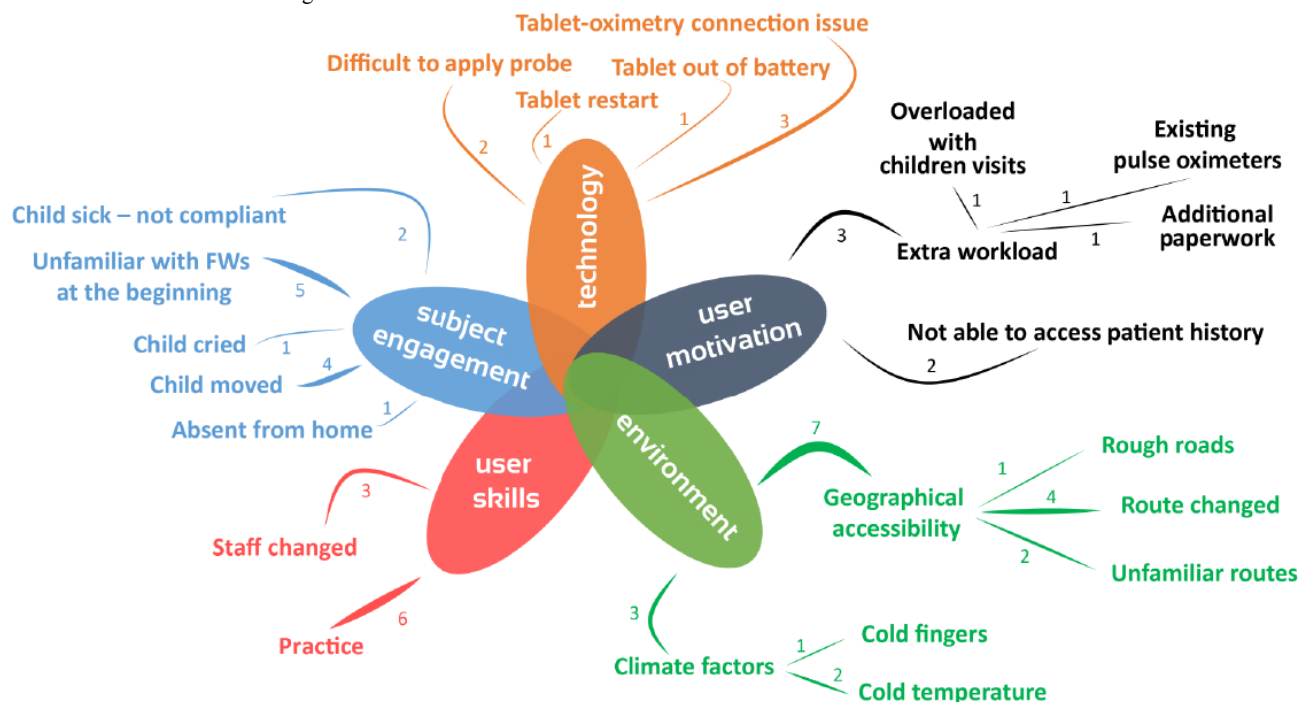 Tablet-oximetry connection issue
Difficult to apply probe
Tablet out of battery
Tablet restart
2
1
1
3
technology
Child sick – not compliant
2
Unfamiliar with FWs
at the beginning
5
Child cried
1
Child moved
4
Absent from home
1
subject
engagement
Overloaded
with
children visits
1
Existing
pulse oximeters
1
Additional
paperwork
1
Extra workload
3
user
motivation
Not able to access patient history
2
user
skills
Staff changed
3
Practice
6
environment
7
Geographical
accessibility
Rough roads
1
Route changed
4
Unfamiliar routes
2
3
Climate factors
Cold fingers
1
Cold temperature
2